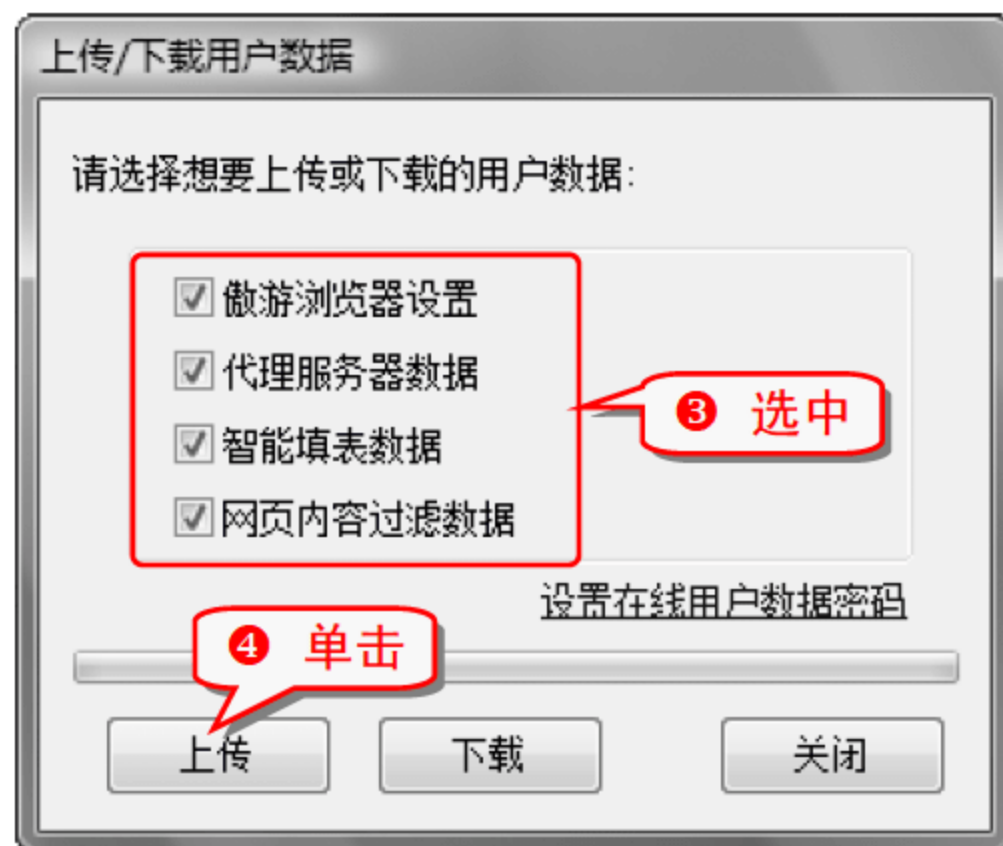 上传/下载用户数据
请选择想要上传或下载的用户数据:
傲游浏览器设置
代理服务器数据
❸ 选中
智能填表数据
网页内容过滤数据
设置在线用户数据密码
❹ 单击
上传 下载 关闭